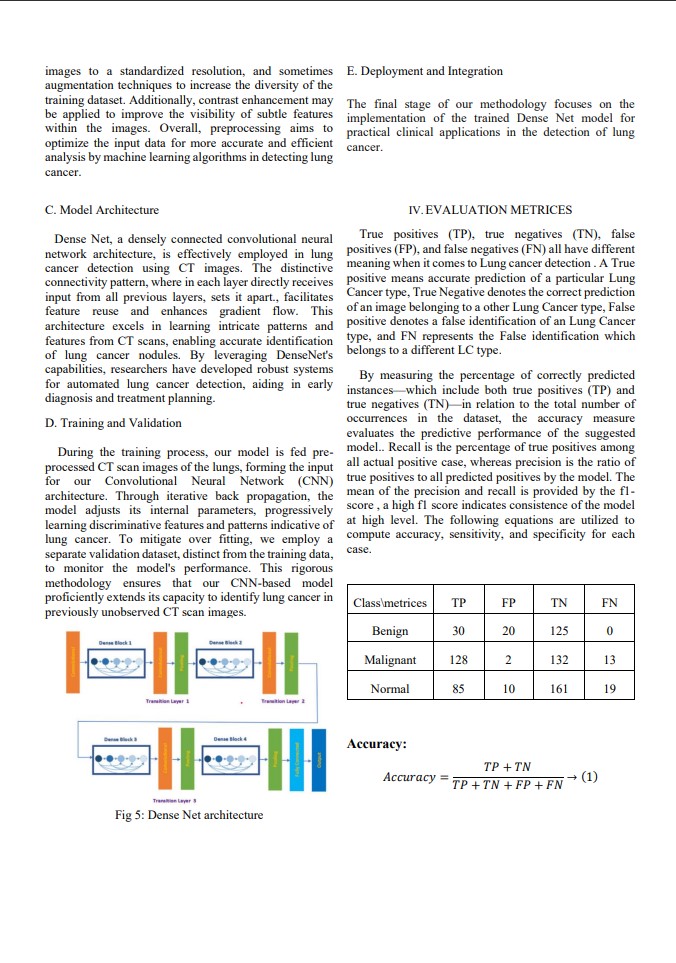 images to a standardized resolution, and sometimes
augmentation techniques to increase the diversity of the
training dataset. Additionally, contrast enhancement may
be applied to improve the visibility of subtle features
within the images. Overall, preprocessing aims to
optimize the input data for more accurate and efficient
analysis by machine learning algorithms in detecting lung
cancer.
C. Model Architecture
Dense Net, a densely connected convolutional neural
network architecture, is effectively employed in lung
cancer detection using CT images. The distinctive
connectivity pattern, where in each layer directly receives
input from all previous layers, sets it apart., facilitates
feature reuse and enhances gradient flow. This
architecture excels in learning intricate patterns and
features from CT scans, enabling accurate identification
of lung cancer nodules. By leveraging DenseNet's
capabilities, researchers have developed robust systems
for automated lung cancer detection, aiding in early
diagnosis and treatment planning.
D. Training and Validation
During the training process, our model is fed pre-
processed CT scan images of the lungs, forming the input
for our Convolutional Neural Network (CNN)
architecture. Through iterative back propagation, the
model adjusts its internal parameters, progressively
learning discriminative features and patterns indicative of
lung cancer. To mitigate over fitting, we employ a
separate validation dataset, distinct from the training data,
to monitor the model's performance. This rigorous
methodology ensures that our CNN-based model
proficiently extends its capacity to identify lung cancer in
previously unobserved CT scan images.
Dense Block 1
Dense Block 2
Transition Layer 1
Transition Layer 2
Dense Block 3
Dense Block 4
Pooling
Fully Connected
Output
Transition Layer 3
Fig 5: Dense Net architecture
E. Deployment and Integration
The final stage of our methodology focuses on the
implementation of the trained Dense Net model for
practical clinical applications in the detection of lung
cancer.
IV. EVALUATION METRICES
True positives (TP), true negatives (TN), false
positives (FP), and false negatives (FN) all have different
meaning when it comes to Lung cancer detection . A True
positive means accurate prediction of a particular Lung
Cancer type, True Negative denotes the correct prediction
of an image belonging to a other Lung Cancer type, False
positive denotes a false identification of an Lung Cancer
type, and FN represents the False identification which
belongs to a different LC type.
By measuring the percentage of correctly predicted
instances—which include both true positives (TP) and
true negatives (TN)—in relation to the total number of
occurrences in the dataset, the accuracy measure
evaluates the predictive performance of the suggested
model.. Recall is the percentage of true positives among
all actual positive case, whereas precision is the ratio of
true positives to all predicted positives by the model. The
mean of the precision and recall is provided by the f1-
score , a high f1 score indicates consistence of the model
at high level. The following equations are utilized to
compute accuracy, sensitivity, and specificity for each
case.
Class\metrices TP FP TN FN
Benign 30 20 125 0
Malignant 128 2 132 13
Normal 85 10 161 19
Accuracy:
Accuracy = TP + TN / TP + TN + FP + FN → (1)